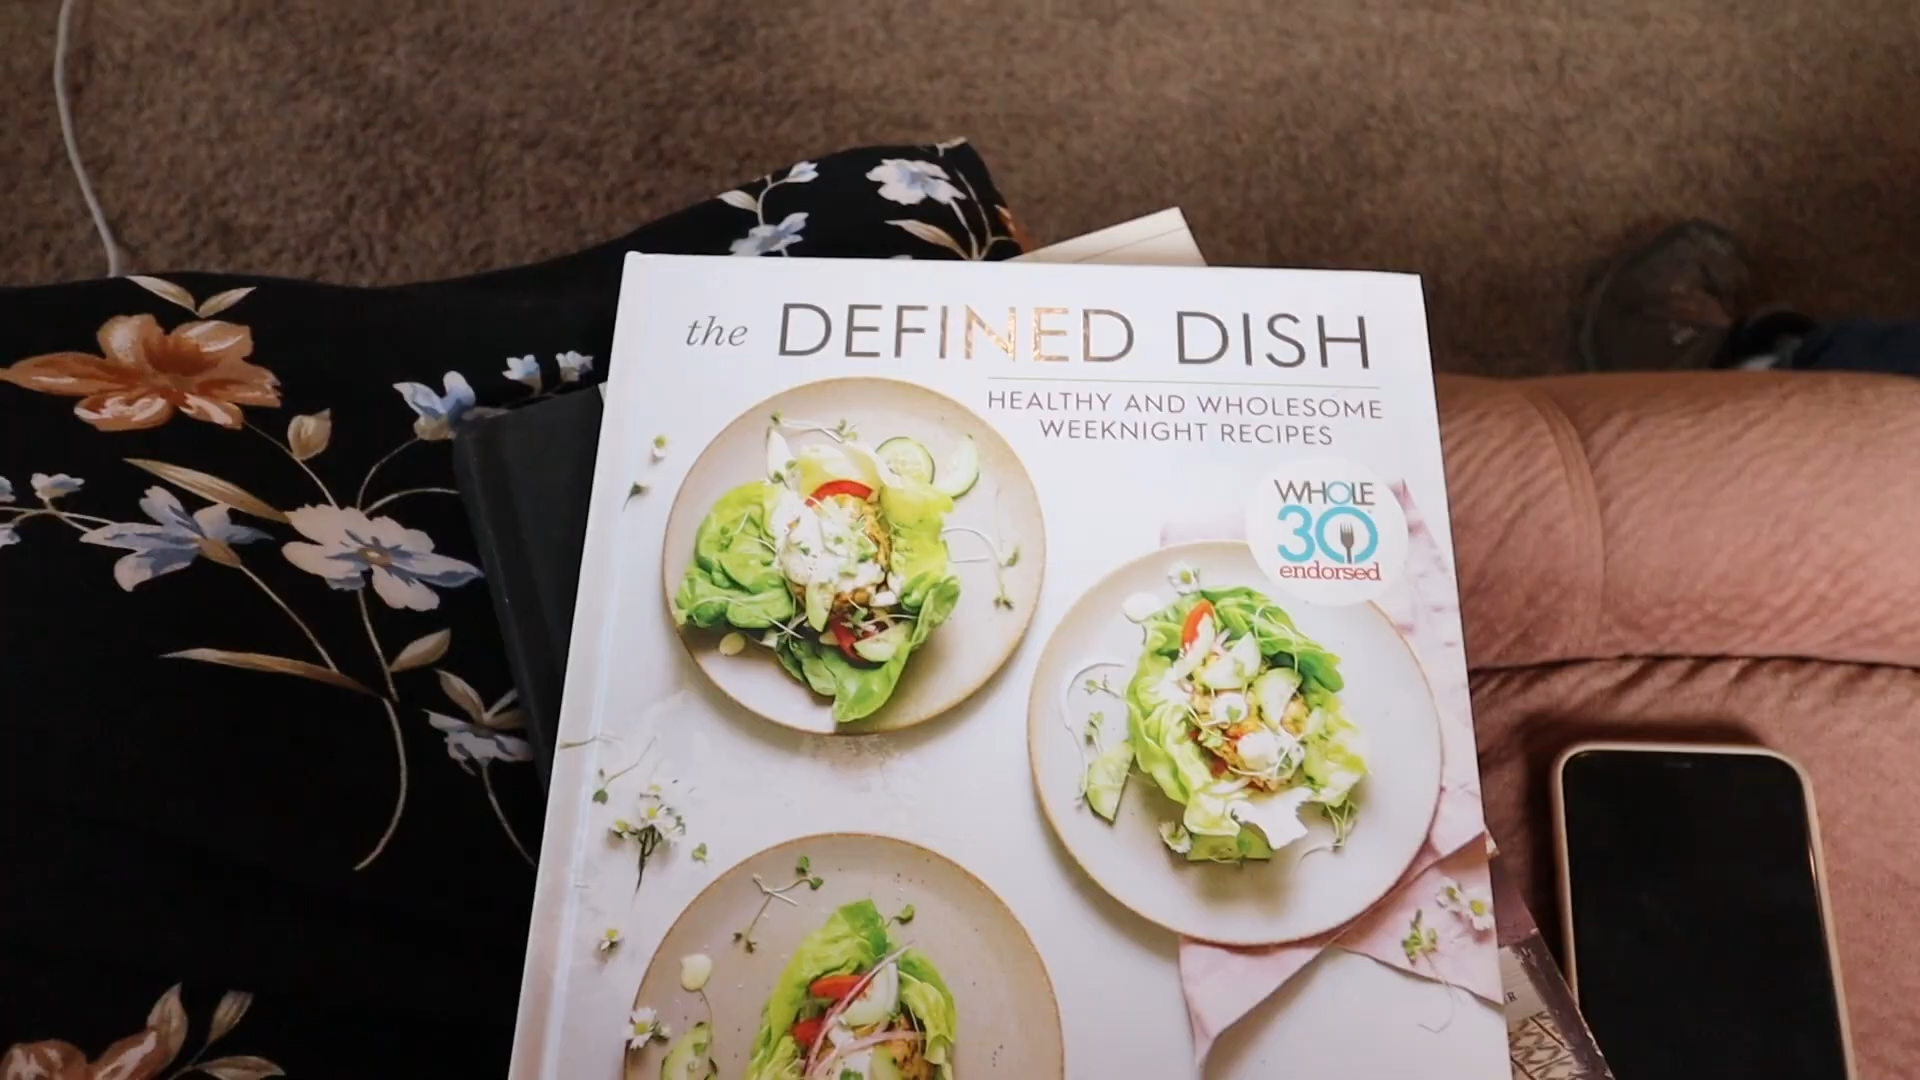 the DEFINED DISH
HEALTHY AND WHOLESOME
WEEKNIGHT RECIPES
WHOLE
30
endorsed